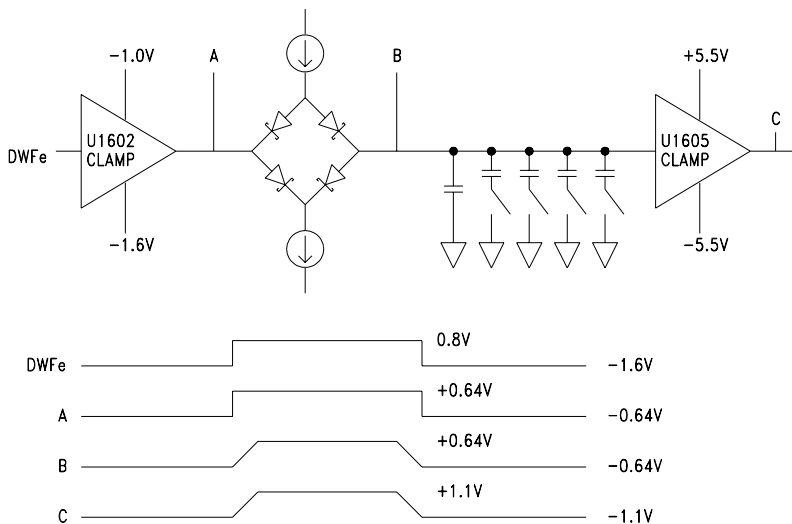 -1.0V
A
B
+5.5V
C
DWFe
U1602
CLAMP
U1605
CLAMP
-1.6V
-5.5V
DWFe
0.8V
-1.6V
A
+0.64V
-0.64V
B
+0.64V
-0.64V
C
+1.1V
-1.1V